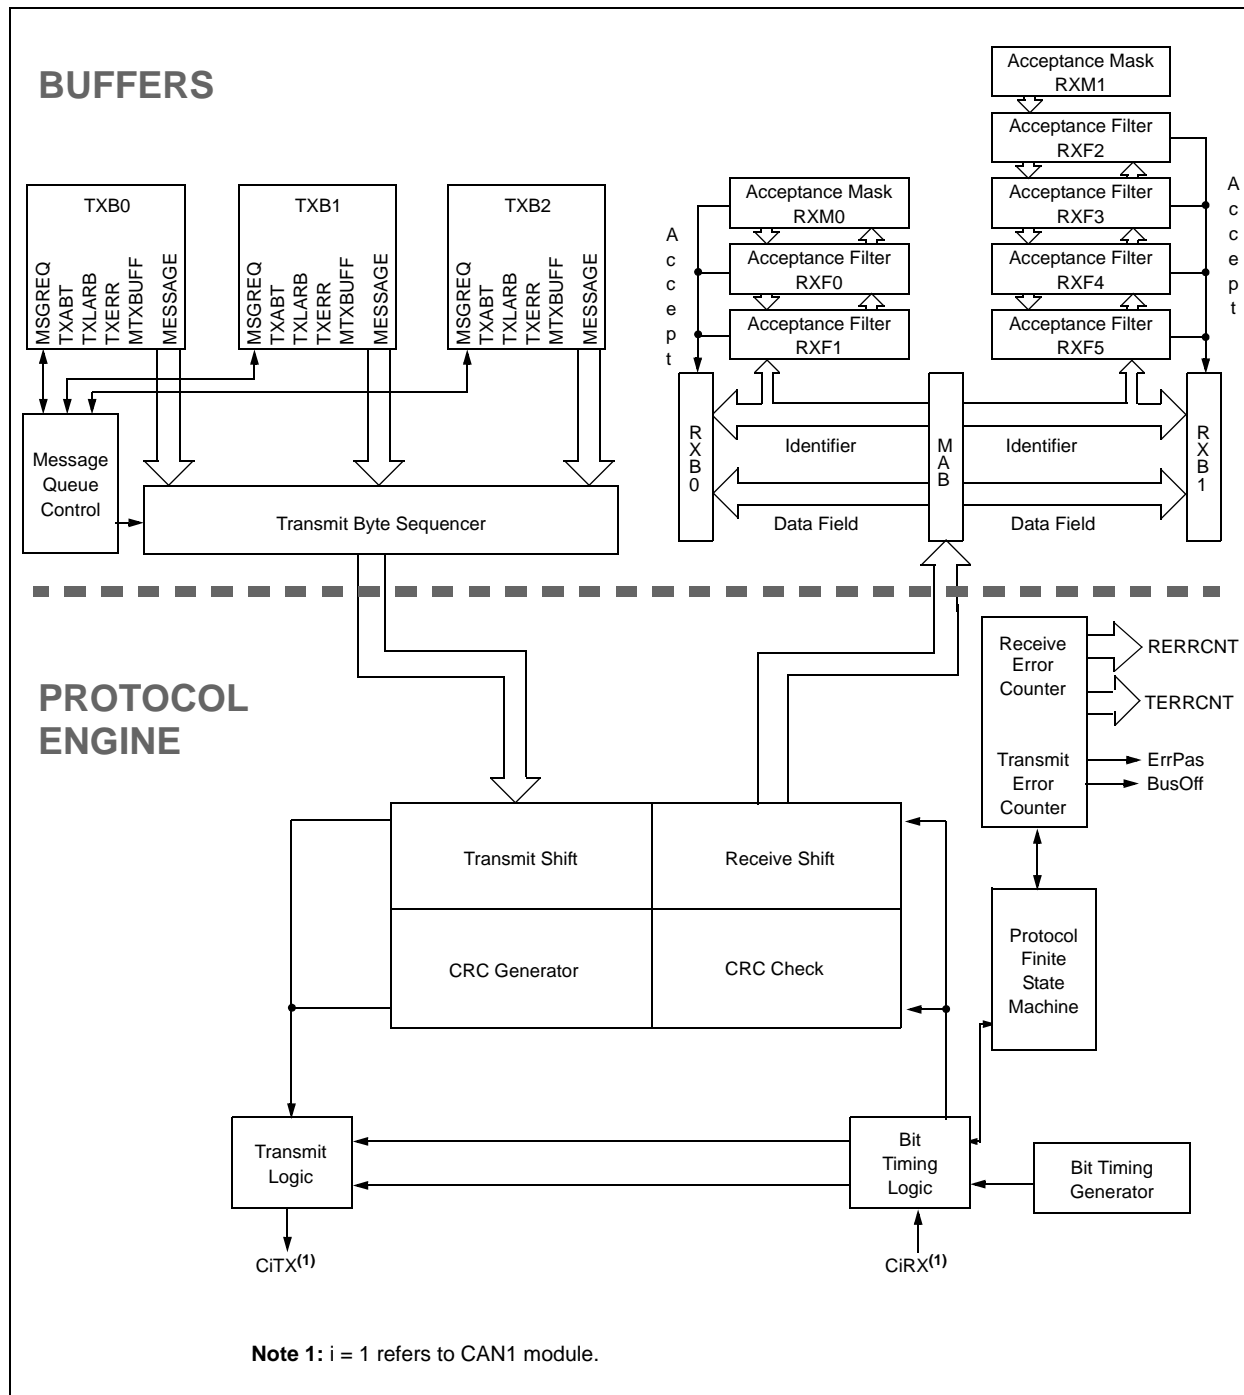 BUFFERS
Acceptance Mask
RXM1
Acceptance Filter
RXF2
Acceptance Filter
RXF3
Acceptance Filter
RXF4
Acceptance Filter
RXF5
Accept
Acceptance Mask
RXM0
Acceptance Filter
RXF0
Acceptance Filter
RXF1
Accept
TXB0
MSGREQ
TXABT
TXLARB
TXERR
MTXBUFF
MESSAGE
TXB1
MSGREQ
TXABT
TXLARB
TXERR
MTXBUFF
MESSAGE
TXB2
MSGREQ
TXABT
TXLARB
TXERR
MTXBUFF
MESSAGE
Message
Queue
Control
Transmit Byte Sequencer
RXB0
Identifier
Data Field
MAB
Identifier
Data Field
RXB1
PROTOCOL
ENGINE
Receive
Error
Counter
Transmit
Error
Counter
RERRCNT
TERRCNT
ErrPas
BusOff
Transmit Shift
Receive Shift
CRC Generator
CRC Check
Protocol
Finite
State
Machine
Transmit
Logic
Bit
Timing
Logic
Bit Timing
Generator
CiTX(1)
CiRX(1)
Note 1: i = 1 refers to CAN1 module.